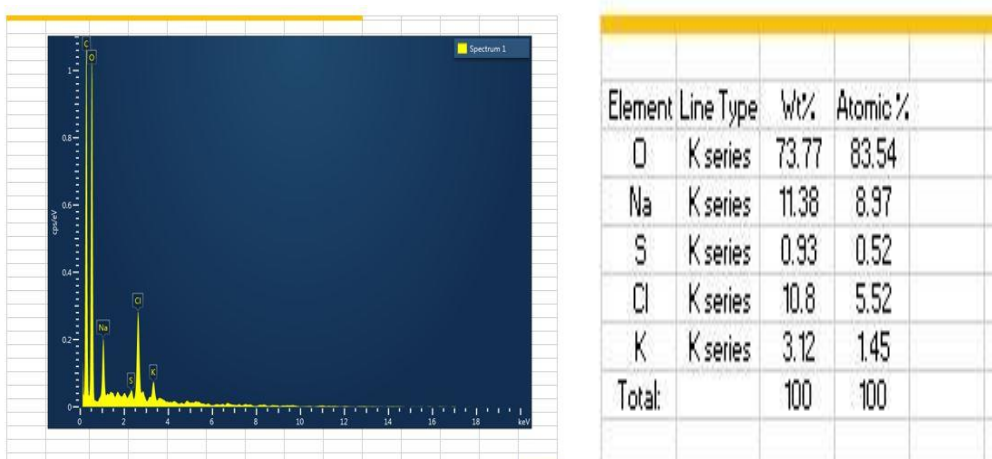 C
O
Spectrum 1
1
0.8
0.6
cps/eV
0.4
Cl
Na
0.2
K
S
0
0 2 4 6 8 10 12 14 16 18 keV
Element Line Type Wt% Atomic %
O K series 73.77 83.54
Na K series 11.38 8.97
S K series 0.93 0.52
Cl K series 10.8 5.52
K K series 3.12 1.45
Total: 100 100